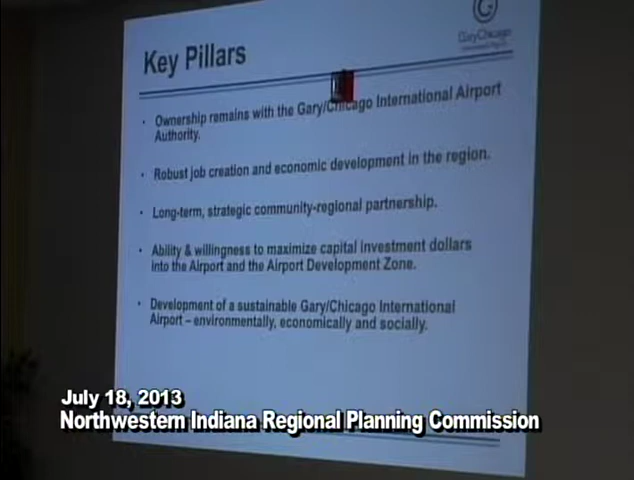 GaryChicago
Key Pillars
• Ownership remains with the Gary/Chicago International Airport
Authority.
• Robust job creation and economic development in the region.
• Long-term, strategic community-regional partnership.
• Ability & willingness to maximize capital investment dollars
into the Airport and the Airport Development Zone.
• Development of a sustainable Gary/Chicago International
Airport – environmentally, economically and socially.
July 18, 2013
Northwestern Indiana Regional Planning Commission